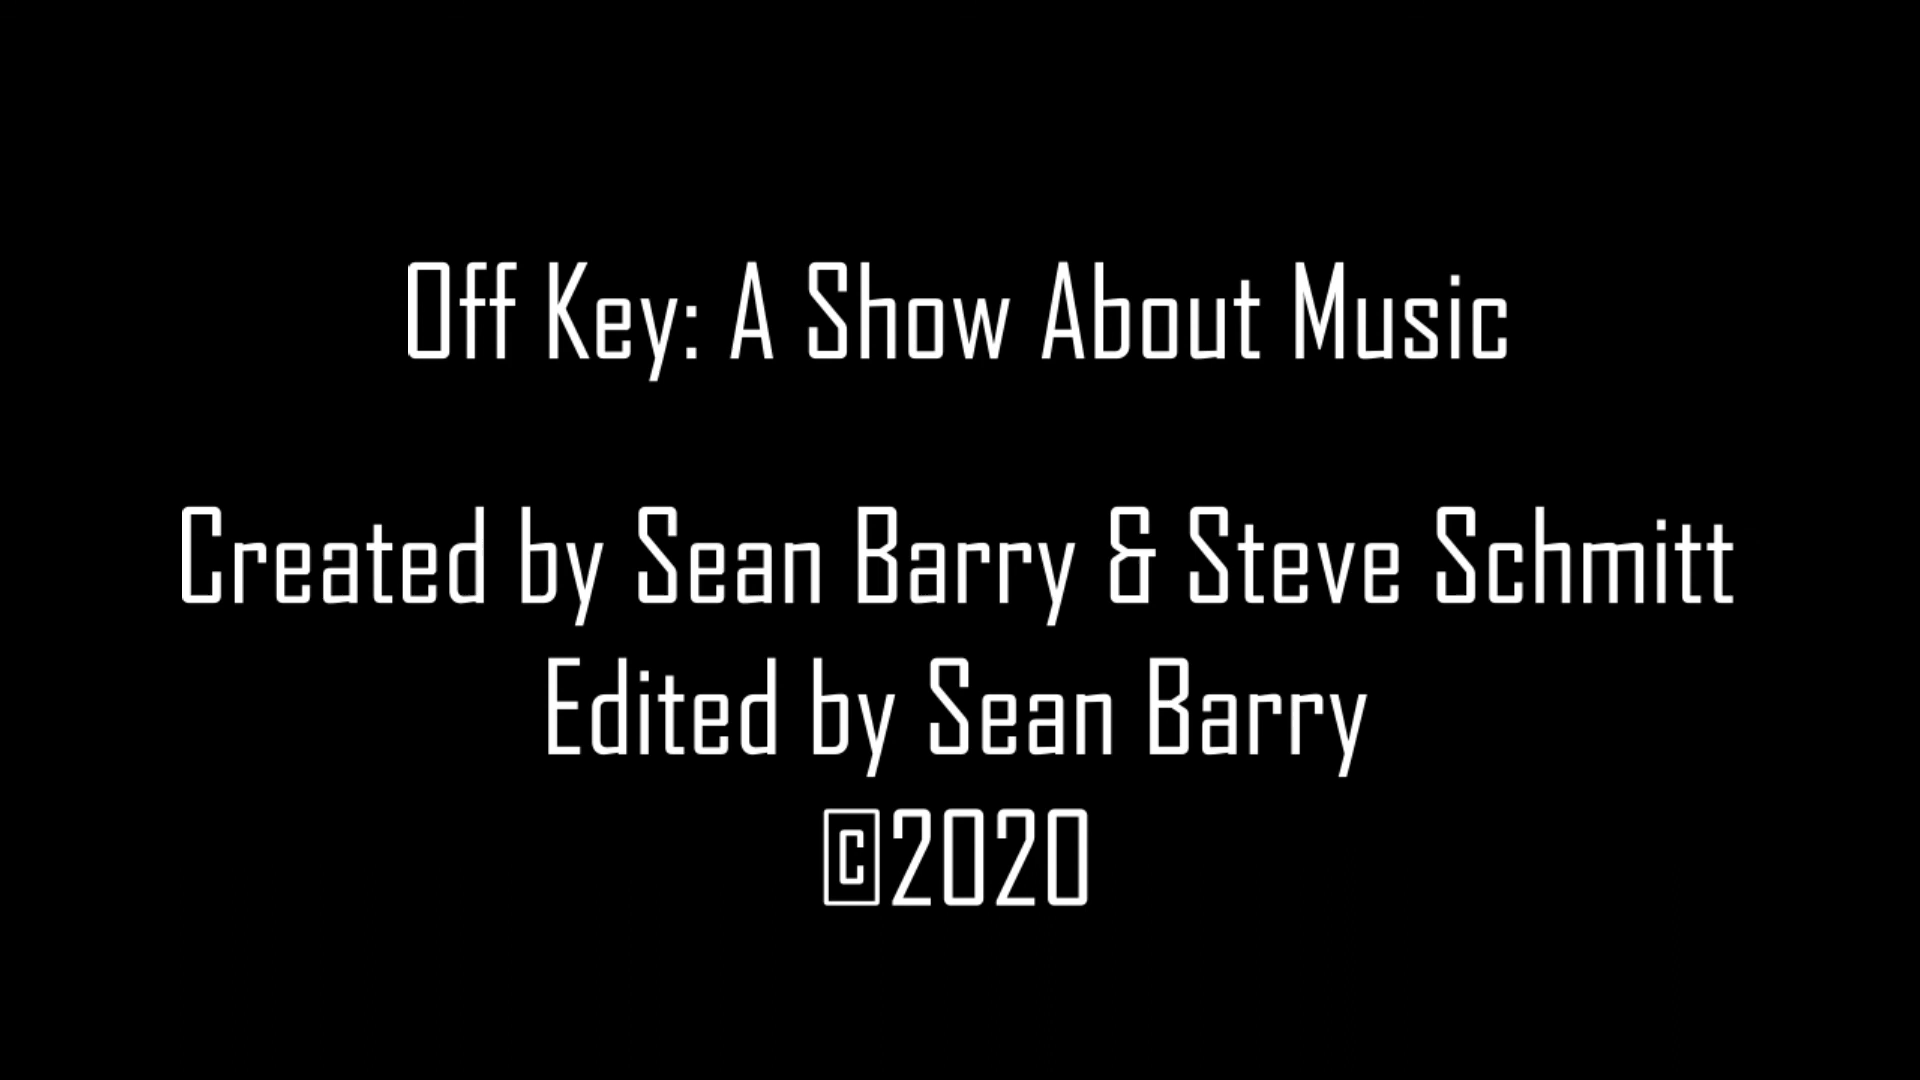 Off Key: A Show About Music
Created by Sean Barry & Steve Schmitt
Edited by Sean Barry
©2020